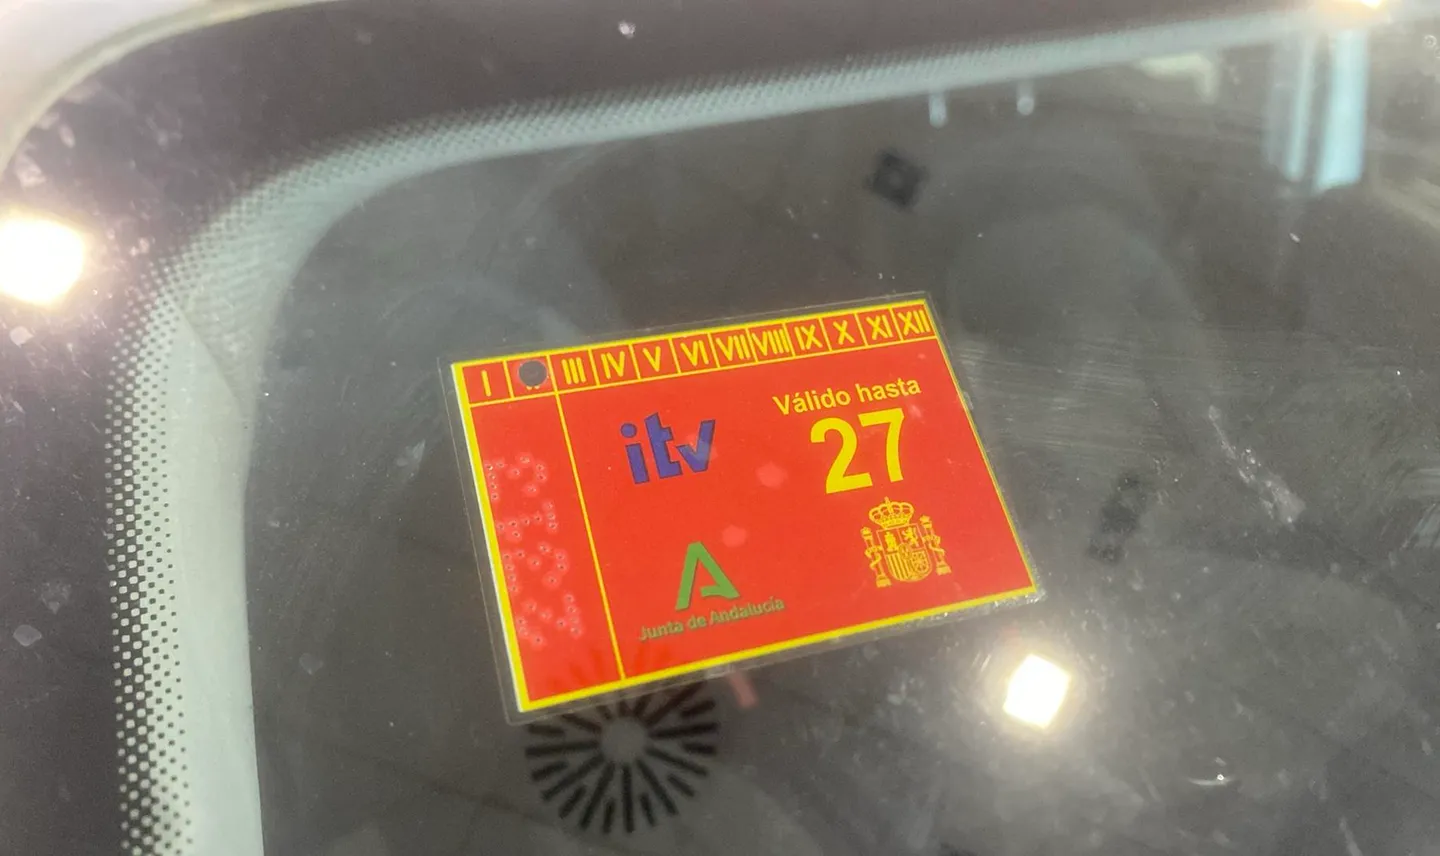 I III IV V VI VII VIII IX X XI XII
itv
Válido hasta
27
Junta de Andalucía